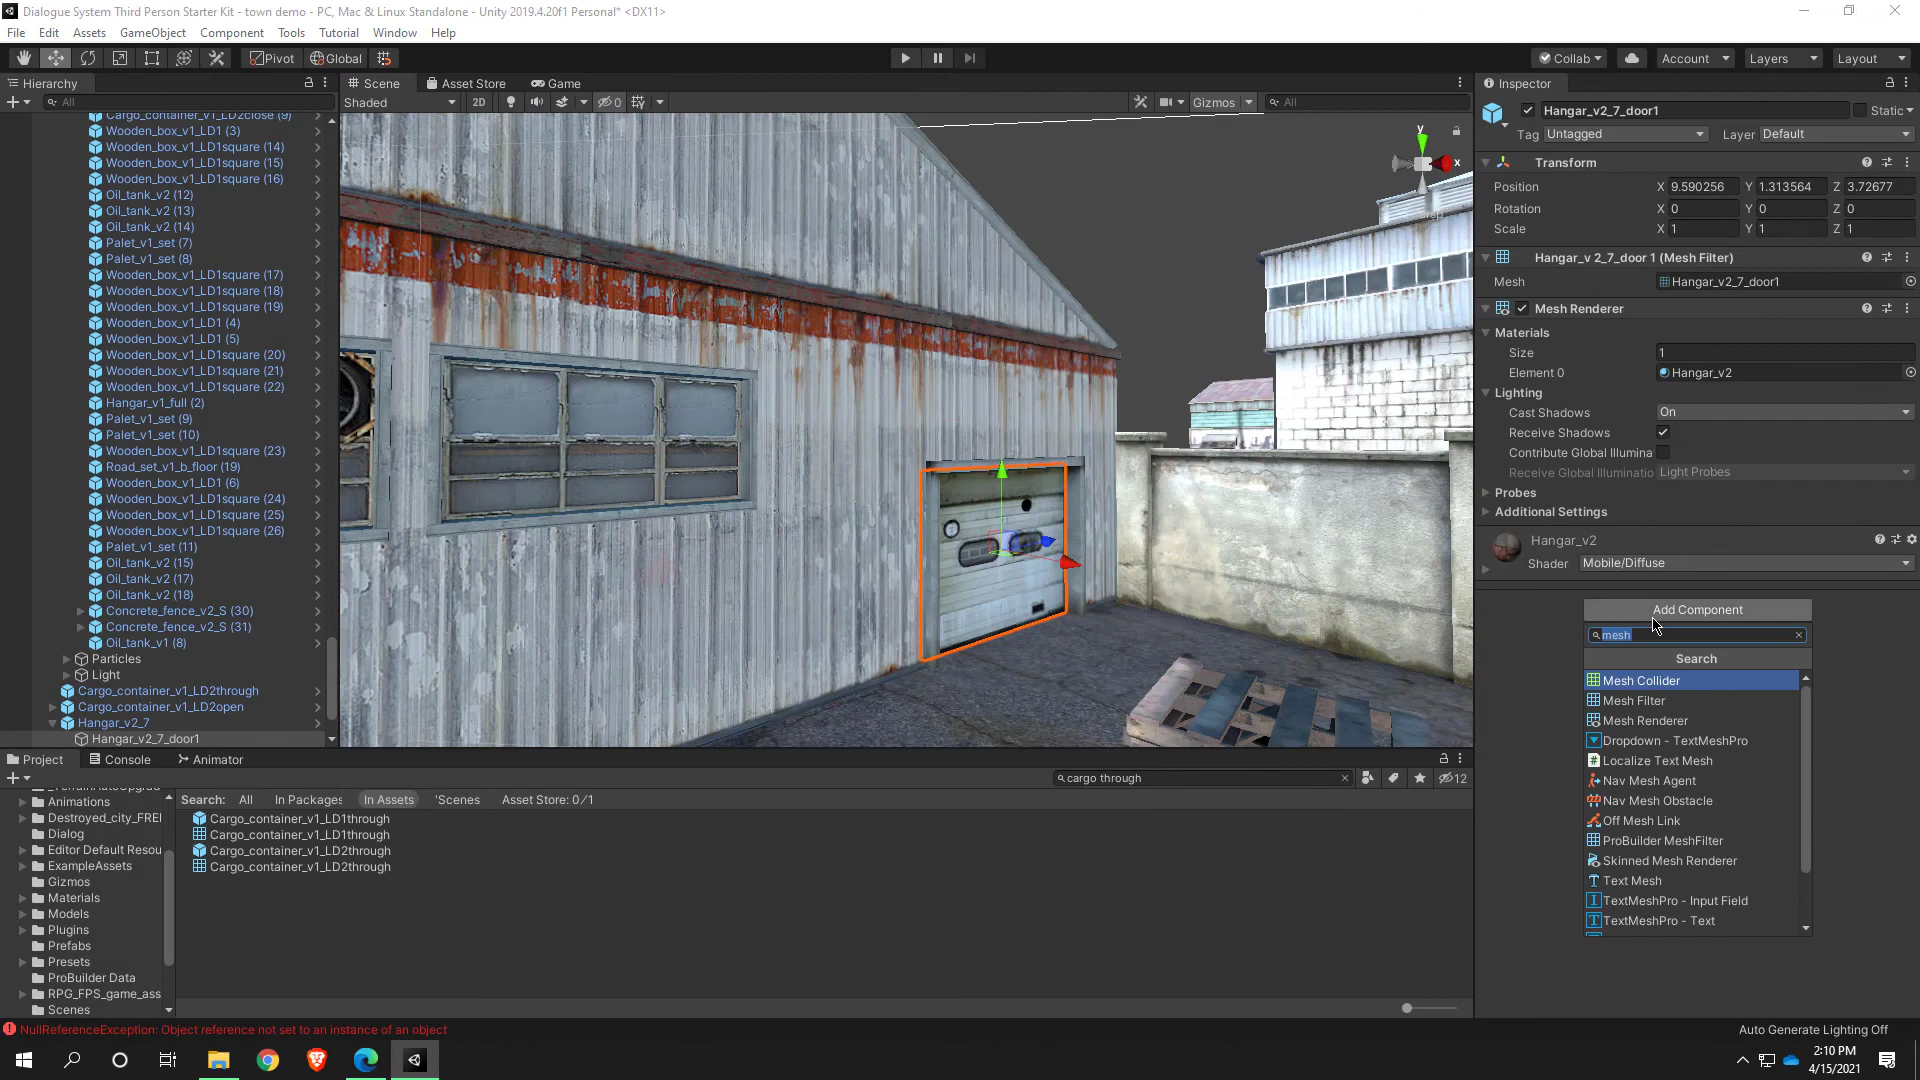 Dialogue System Third Person Starter Kit - town demo - PC, Mac & Linux Standalone - Unity 2019.4.20f1 Personal* <DX11>
File Edit Assets GameObject Component Tools Tutorial Window Help
Pivot Global Collab Account Layers Layout
Hierarchy
All
Cargo_container_v1_LD2close (9)
Wooden_box_v1_LD1 (3)
Wooden_box_v1_LD1square (14)
Wooden_box_v1_LD1square (15)
Wooden_box_v1_LD1square (16)
Oil_tank_v2 (12)
Oil_tank_v2 (13)
Oil_tank_v2 (14)
Palet_v1_set (7)
Palet_v1_set (8)
Wooden_box_v1_LD1square (17)
Wooden_box_v1_LD1square (18)
Wooden_box_v1_LD1square (19)
Wooden_box_v1_LD1 (4)
Wooden_box_v1_LD1 (5)
Wooden_box_v1_LD1square (20)
Wooden_box_v1_LD1square (21)
Wooden_box_v1_LD1square (22)
Hangar_v1_full (2)
Palet_v1_set (9)
Palet_v1_set (10)
Wooden_box_v1_LD1square (23)
Road_set_v1_b_floor (19)
Wooden_box_v1_LD1 (6)
Wooden_box_v1_LD1square (24)
Wooden_box_v1_LD1square (25)
Wooden_box_v1_LD1square (26)
Palet_v1_set (11)
Oil_tank_v2 (15)
Oil_tank_v2 (17)
Oil_tank_v2 (18)
Concrete_fence_v2_S (30)
Concrete_fence_v2_S (31)
Oil_tank_v1 (8)
Particles
Light
Cargo_container_v1_LD2through
Cargo_container_v1_LD2open
Hangar_v2_7
Hangar_v2_7_door1
Scene Asset Store Game
Shaded 2D 0 Gizmos All
y
x
Persp
Inspector
Hangar_v2_7_door1 Static
Tag Untagged Layer Default
Transform
Position X 9.590256 Y 1.313564 Z 3.72677
Rotation X 0 Y 0 Z 0
Scale X 1 Y 1 Z 1
Hangar_v 2_7_door 1 (Mesh Filter)
Mesh Hangar_v2_7_door1
Mesh Renderer
Materials
Size 1
Element 0 Hangar_v2
Lighting
Cast Shadows On
Receive Shadows
Contribute Global Illumina
Receive Global Illuminatio Light Probes
Probes
Additional Settings
Hangar_v2
Shader Mobile/Diffuse
Add Component
mesh
Search
Mesh Collider
Mesh Filter
Mesh Renderer
Dropdown - TextMeshPro
Localize Text Mesh
Nav Mesh Agent
Nav Mesh Obstacle
Off Mesh Link
ProBuilder MeshFilter
Skinned Mesh Renderer
Text Mesh
TextMeshPro - Input Field
TextMeshPro - Text
Project Console Animator
cargo through 12
Search: All In Packages In Assets 'Scenes Asset Store: 0/1
Animations
Destroyed_city_FREI
Dialog
Editor Default Resou
ExampleAssets
Gizmos
Materials
Models
Plugins
Prefabs
Presets
ProBuilder Data
RPG_FPS_game_ass
Scenes
Cargo_container_v1_LD1through
Cargo_container_v1_LD1through
Cargo_container_v1_LD2through
Cargo_container_v1_LD2through
NullReferenceException: Object reference not set to an instance of an object
Auto Generate Lighting Off
2:10 PM
4/15/2021